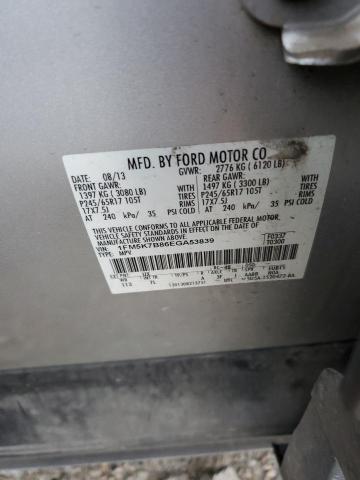 MFD. BY FORD MOTOR CO
DATE: 08/13 GVWR: 2776 KG ( 6120 LB)
FRONT GAWR: REAR GAWR:
1397 KG ( 3080 LB) 1497 KG ( 3300 LB)
P245/65R17 105T TIRES P245/65R17 105T TIRES
17X7.5J RIMS 17X7.5J RIMS
AT 240 kPa/ 35 PSI COLD AT 240 kPa/ 35 PSI COLD
THIS VEHICLE CONFORMS TO ALL APPLICABLE FEDERAL MOTOR
VEHICLE SAFETY STANDARDS IN EFFECT ON THE DATE OF
MANUFACTURE SHOWN ABOVE.
VIN: 1FM5K7B86EGA53839 F0337
TYPE: MPV T0300